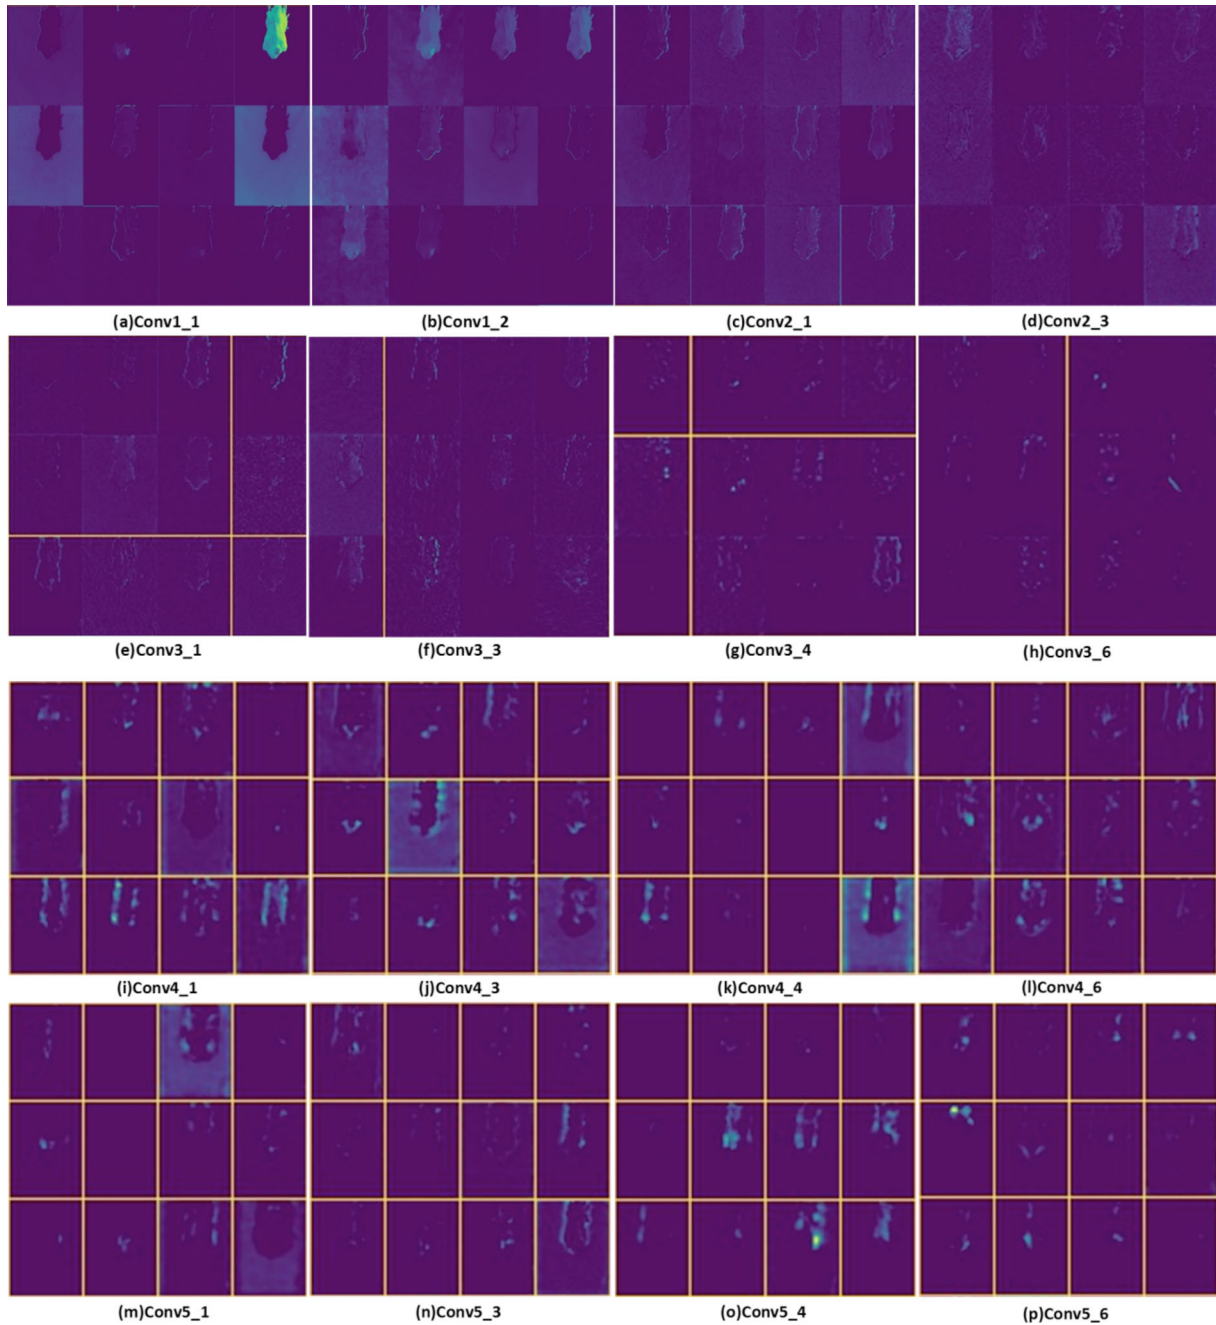 (a)Conv1_1
(b)Conv1_2
(c)Conv2_1
(d)Conv2_3
(e)Conv3_1
(f)Conv3_3
(g)Conv3_4
(h)Conv3_6
(i)Conv4_1
(j)Conv4_3
(k)Conv4_4
(l)Conv4_6
(m)Conv5_1
(n)Conv5_3
(o)Conv5_4
(p)Conv5_6